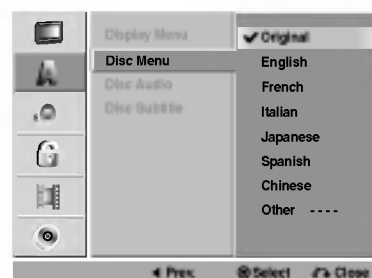 Display Menu
Disc Menu
Disc Audio
Disc Subtitle
✔ Original
English
French
Italian
Japanese
Spanish
Chinese
Other - - - -
◀ Prev. ⊛ Select Close